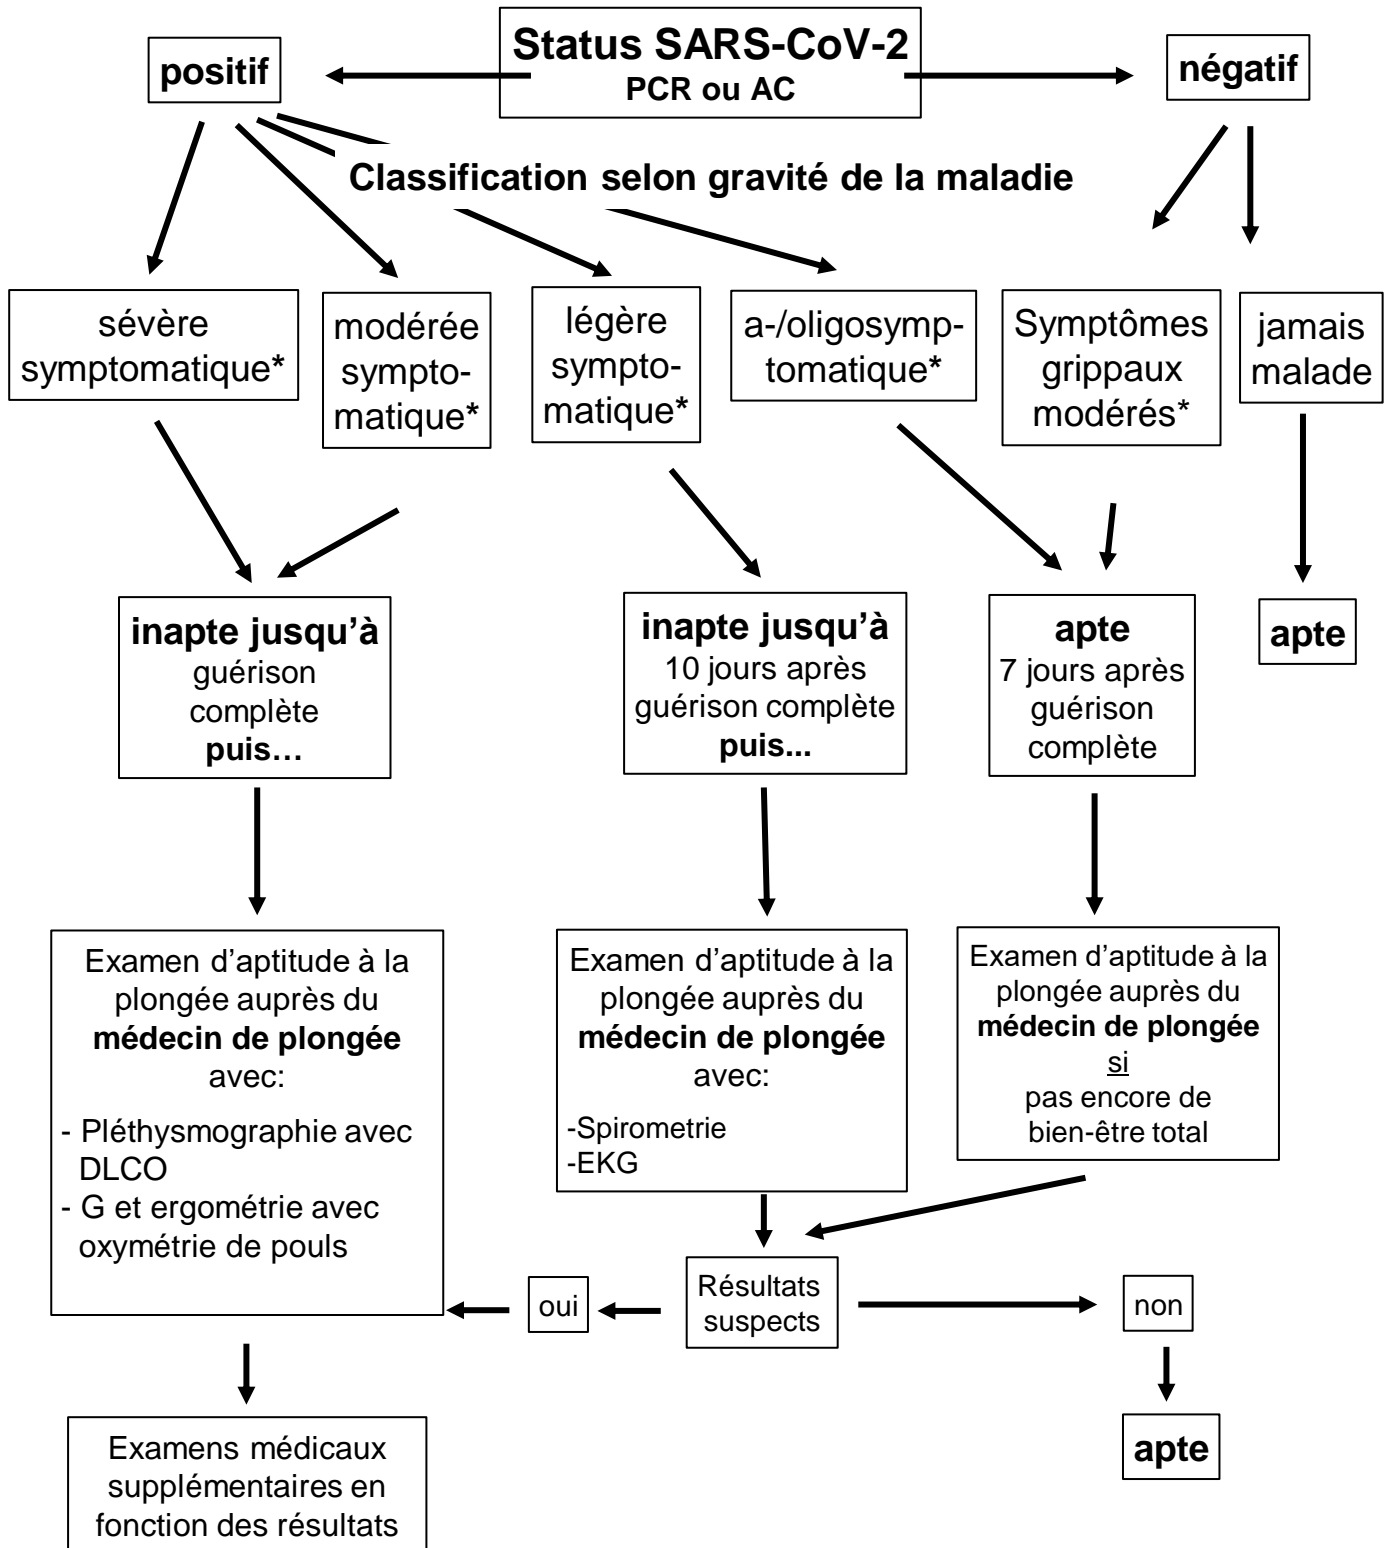 Status SARS-CoV-2
PCR ou AC
positif
négatif
Classification selon gravité de la maladie
sévère
symptomatique*
modérée
sympto-
matique*
légère
sympto-
matique*
a-/oligosymp-
tomatique*
Symptômes
grippaux
modérés*
jamais
malade
inapte jusqu'à
guérison
complète
puis…
inapte jusqu'à
10 jours après
guérison complète
puis...
apte
7 jours après
guérison
complète
apte
Examen d'aptitude à la
plongée auprès du
médecin de plongée
avec:
- Pléthysmographie avec
DLCO
- G et ergométrie avec
oxymétrie de pouls
Examen d'aptitude à la
plongée auprès du
médecin de plongée
avec:
-Spirometrie
-EKG
Examen d'aptitude à la
plongée auprès du
médecin de plongée
si
pas encore de
bien-être total
Résultats
suspects
oui
non
apte
Examens médicaux
supplémentaires en
fonction des résultats